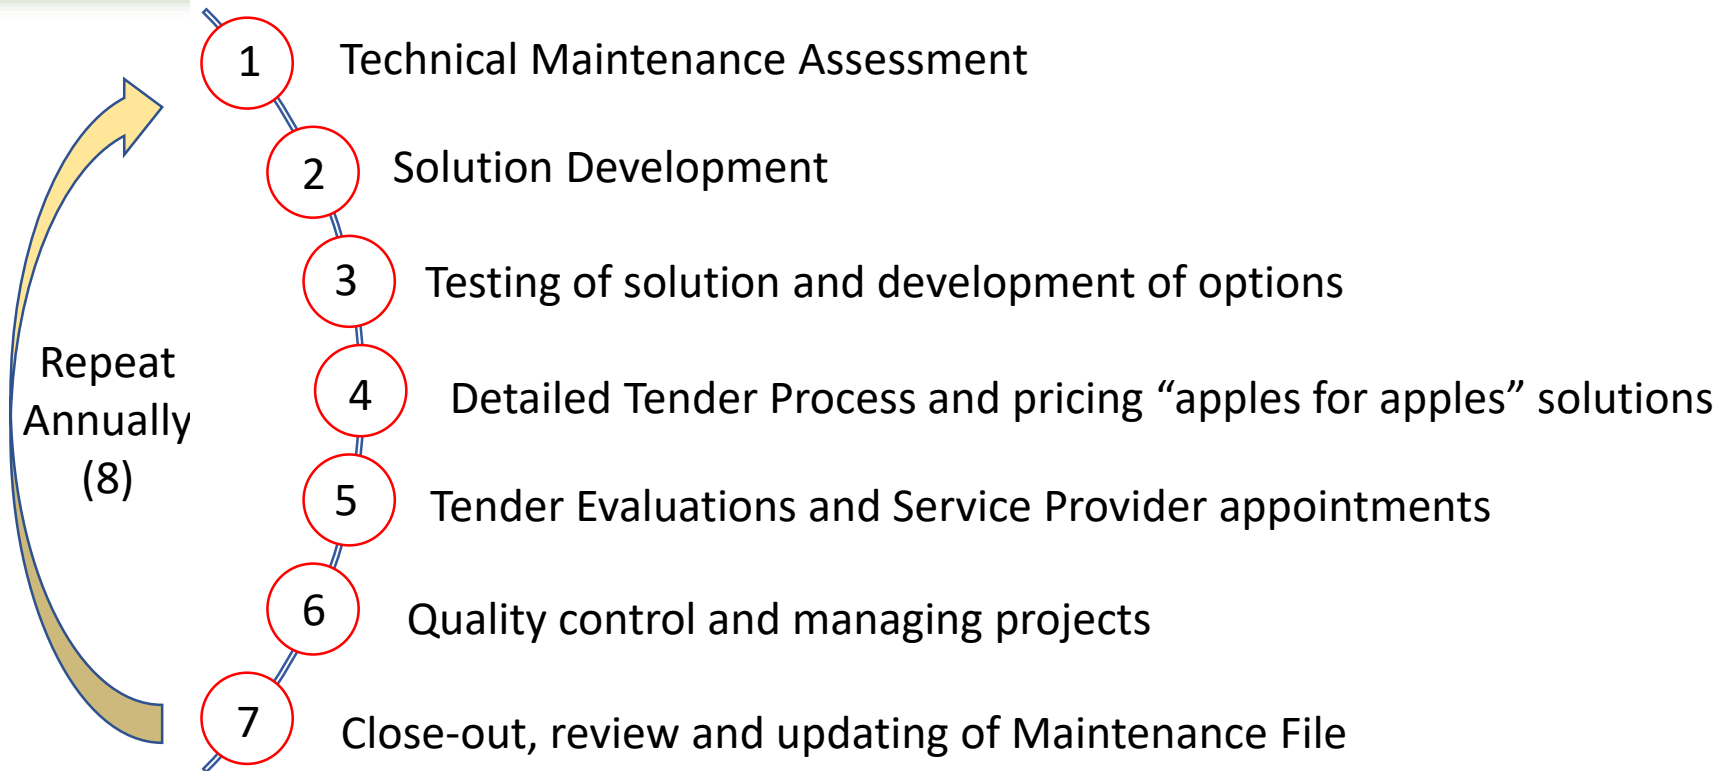 1 Technical Maintenance Assessment
2 Solution Development
3 Testing of solution and development of options
Repeat
Annually
(8)
4 Detailed Tender Process and pricing “apples for apples” solutions
5 Tender Evaluations and Service Provider appointments
6 Quality control and managing projects
7 Close-out, review and updating of Maintenance File